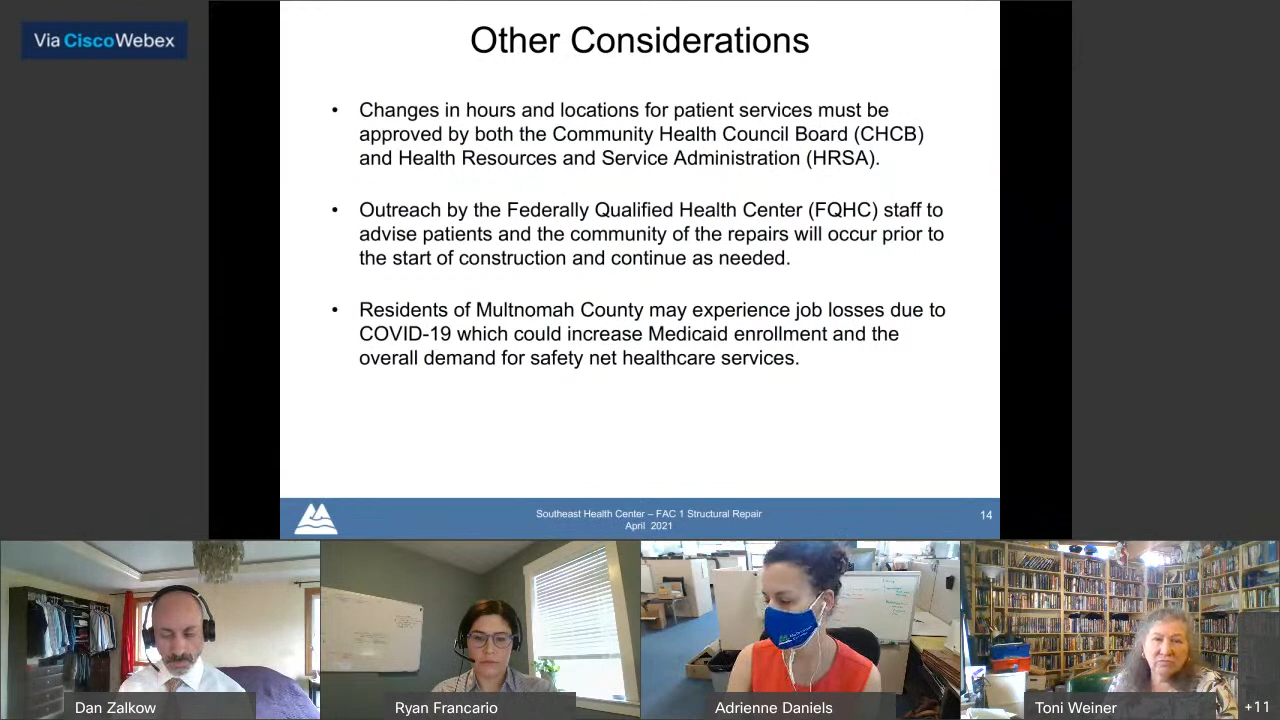 Via CiscoWebex
Other Considerations
• Changes in hours and locations for patient services must be
approved by both the Community Health Council Board (CHCB)
and Health Resources and Service Administration (HRSA).
• Outreach by the Federally Qualified Health Center (FQHC) staff to
advise patients and the community of the repairs will occur prior to
the start of construction and continue as needed.
• Residents of Multnomah County may experience job losses due to
COVID-19 which could increase Medicaid enrollment and the
overall demand for safety net healthcare services.
Southeast Health Center – FAC 1 Structural Repair
April 2021
14
Dan Zalkow
Ryan Francario
Adrienne Daniels
Toni Weiner
+11